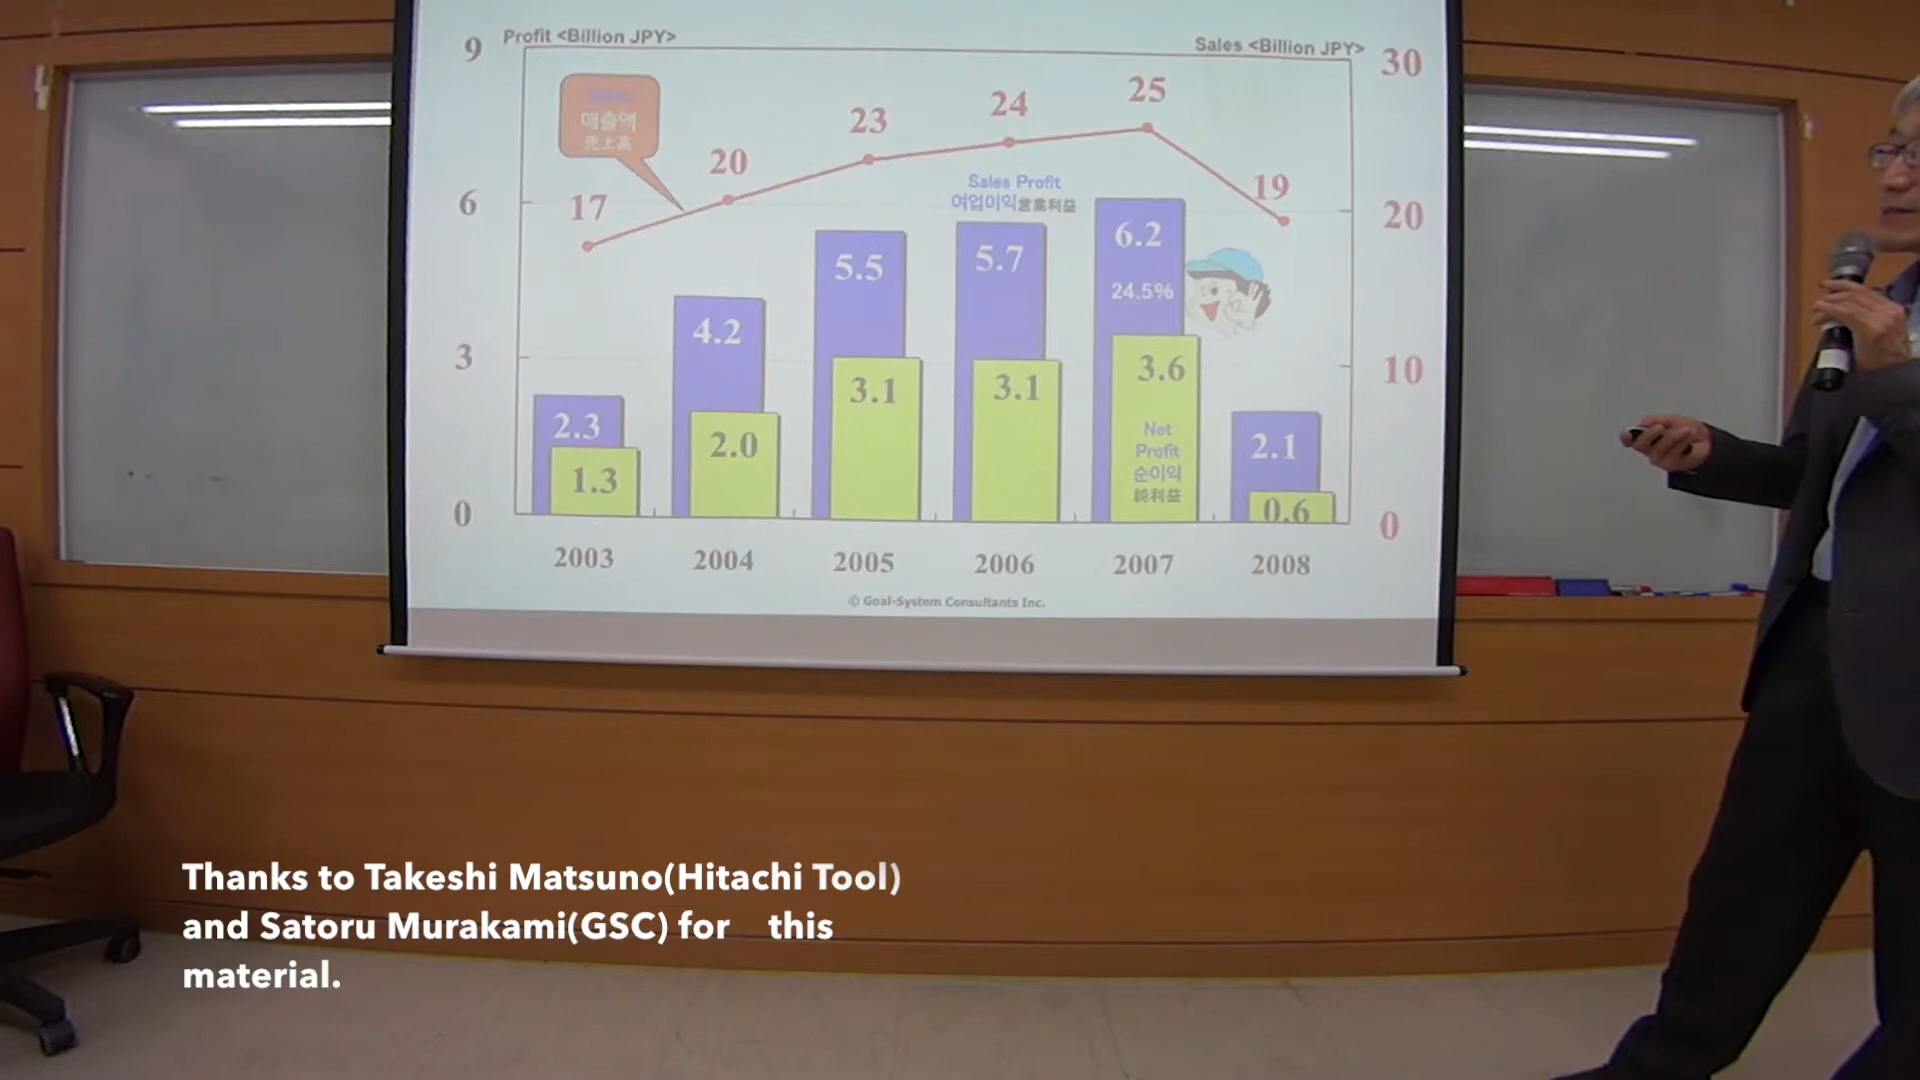 Profit <Billion JPY>
Sales <Billion JPY>
9
30
매출액
売上高
17
20
23
24
25
19
6
20
Sales Profit
여업이익営業利益
2.3
4.2
5.5
5.7
6.2
24.5%
2.1
3
10
1.3
2.0
3.1
3.1
3.6
Net
Profit
순이익
純利益
0.6
0
0
2003
2004
2005
2006
2007
2008
© Goal-System Consultants Inc.
Thanks to Takeshi Matsuno(Hitachi Tool)
and Satoru Murakami(GSC) for this
material.